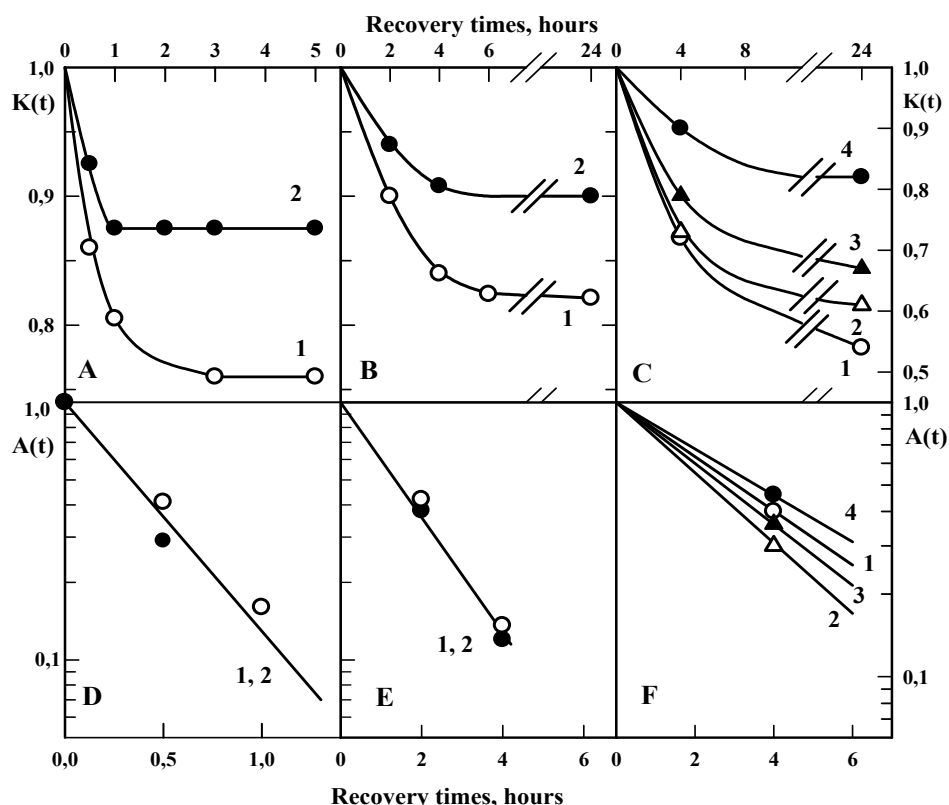 Recovery times, hours
0 1 2 3 4 5 0 2 4 6 24 0 4 8 24
1,0 1,0
K(t) K(t)
0,9
2 2 4
0,9 0,8
3 0,7
0,8 1 0,6
1 2
A B C 1 0,5
1,0 1,0
A(t) A(t)
4
1
3
1, 2 2
0,1 1, 2 0,1
D E F
0,0 0,5 1,0 0 2 4 0 2 4 6
Recovery times, hours